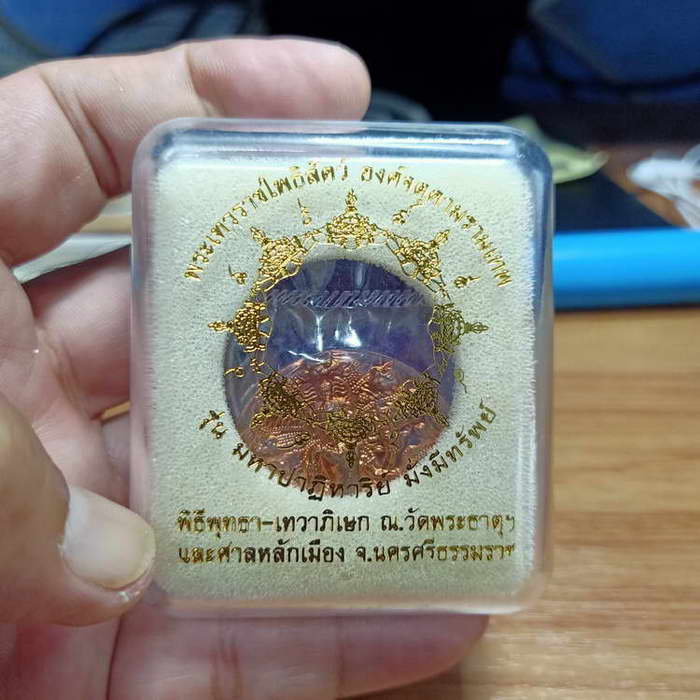 พระเทวราชโพธิสัตว์ องค์จตุคามรามเทพ
รุ่น มหาปาฏิหาริย์ มั่งมีทรัพย์
พิธีพุทธา-เทวาภิเษก ณ.วัดพระธาตุฯ
และศาลหลักเมือง จ.นครศรีธรรมราช